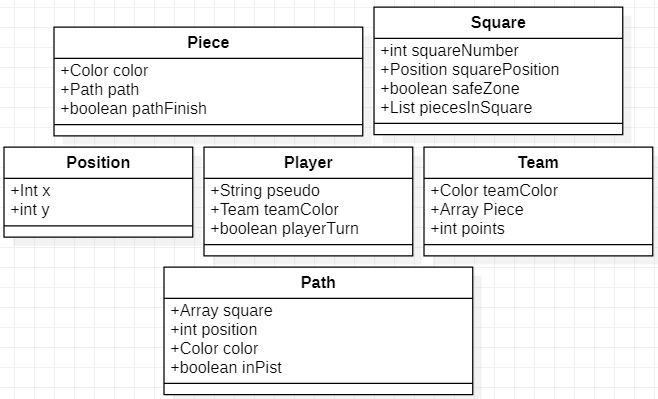 Piece
+Color color
+Path path
+boolean pathFinish
Square
+int squareNumber
+Position squarePosition
+boolean safeZone
+List piecesInSquare
Position
+Int x
+int y
Player
+String pseudo
+Team teamColor
+boolean playerTurn
Team
+Color teamColor
+Array Piece
+int points
Path
+Array square
+int position
+Color color
+boolean inPist